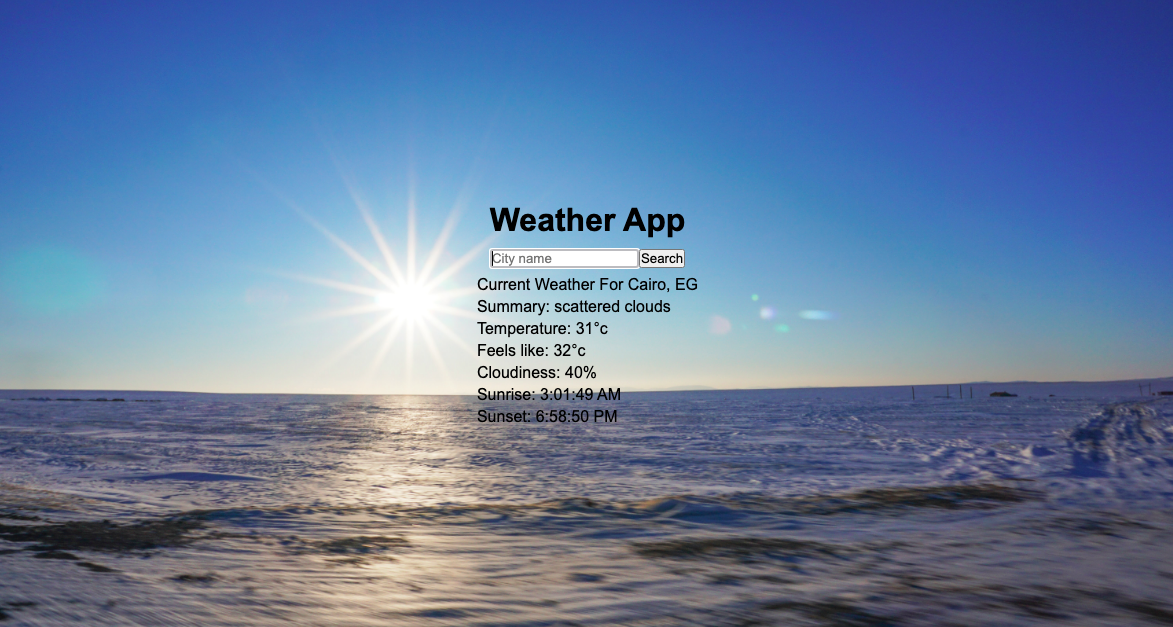 Weather App
City name Search
Current Weather For Cairo, EG
Summary: scattered clouds
Temperature: 31°c
Feels like: 32°c
Cloudiness: 40%
Sunrise: 3:01:49 AM
Sunset: 6:58:50 PM